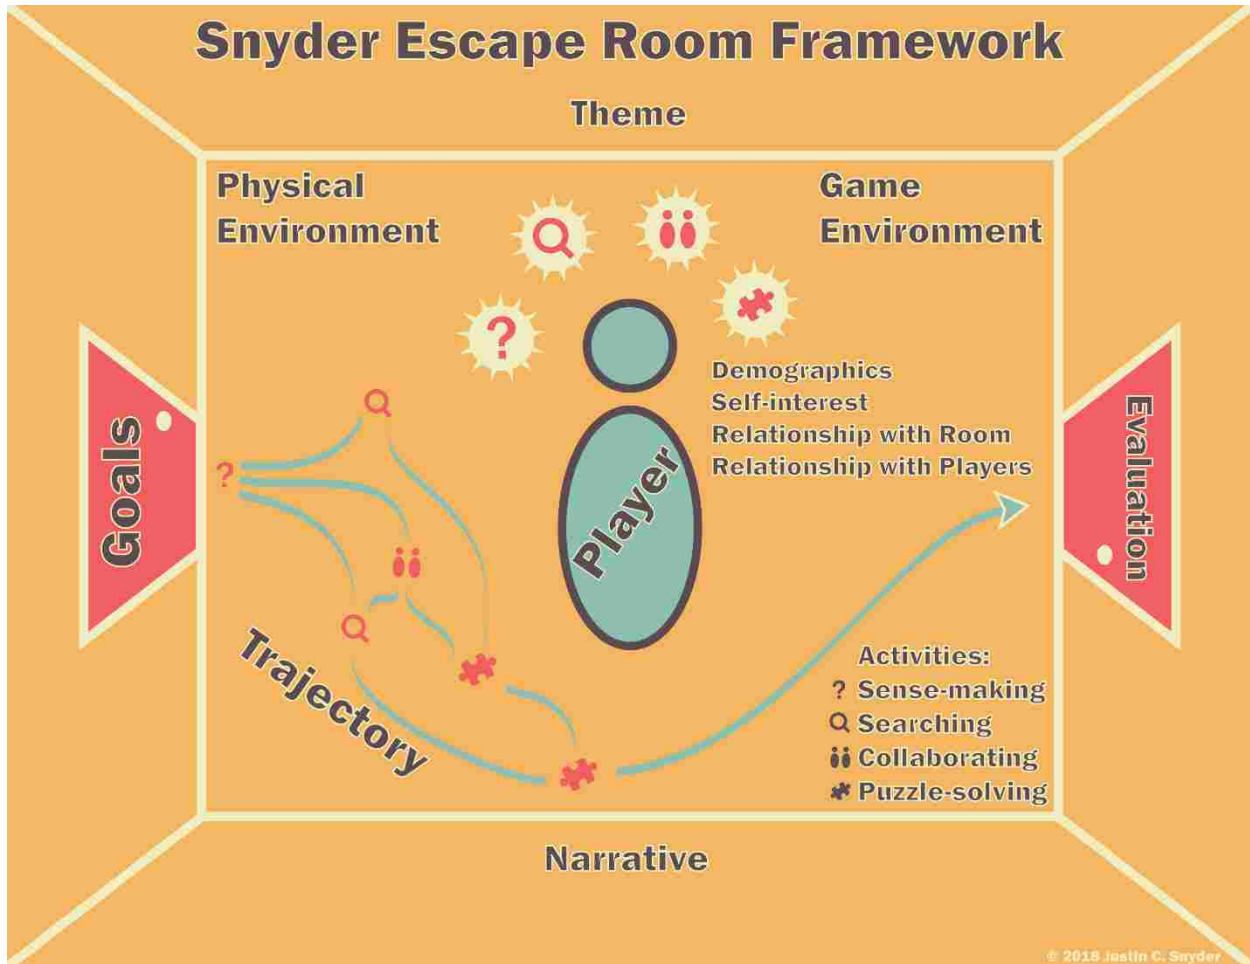 Snyder Escape Room Framework
Theme
Physical
Environment
Game
Environment
?
Demographics
Self-interest
Relationship with Room
Relationship with Players
Goals
?
Player
Evaluation
Trajectory
Activities:
? Sense-making
Searching
Collaborating
Puzzle-solving
Narrative
© 2018 Justin C. Snyder